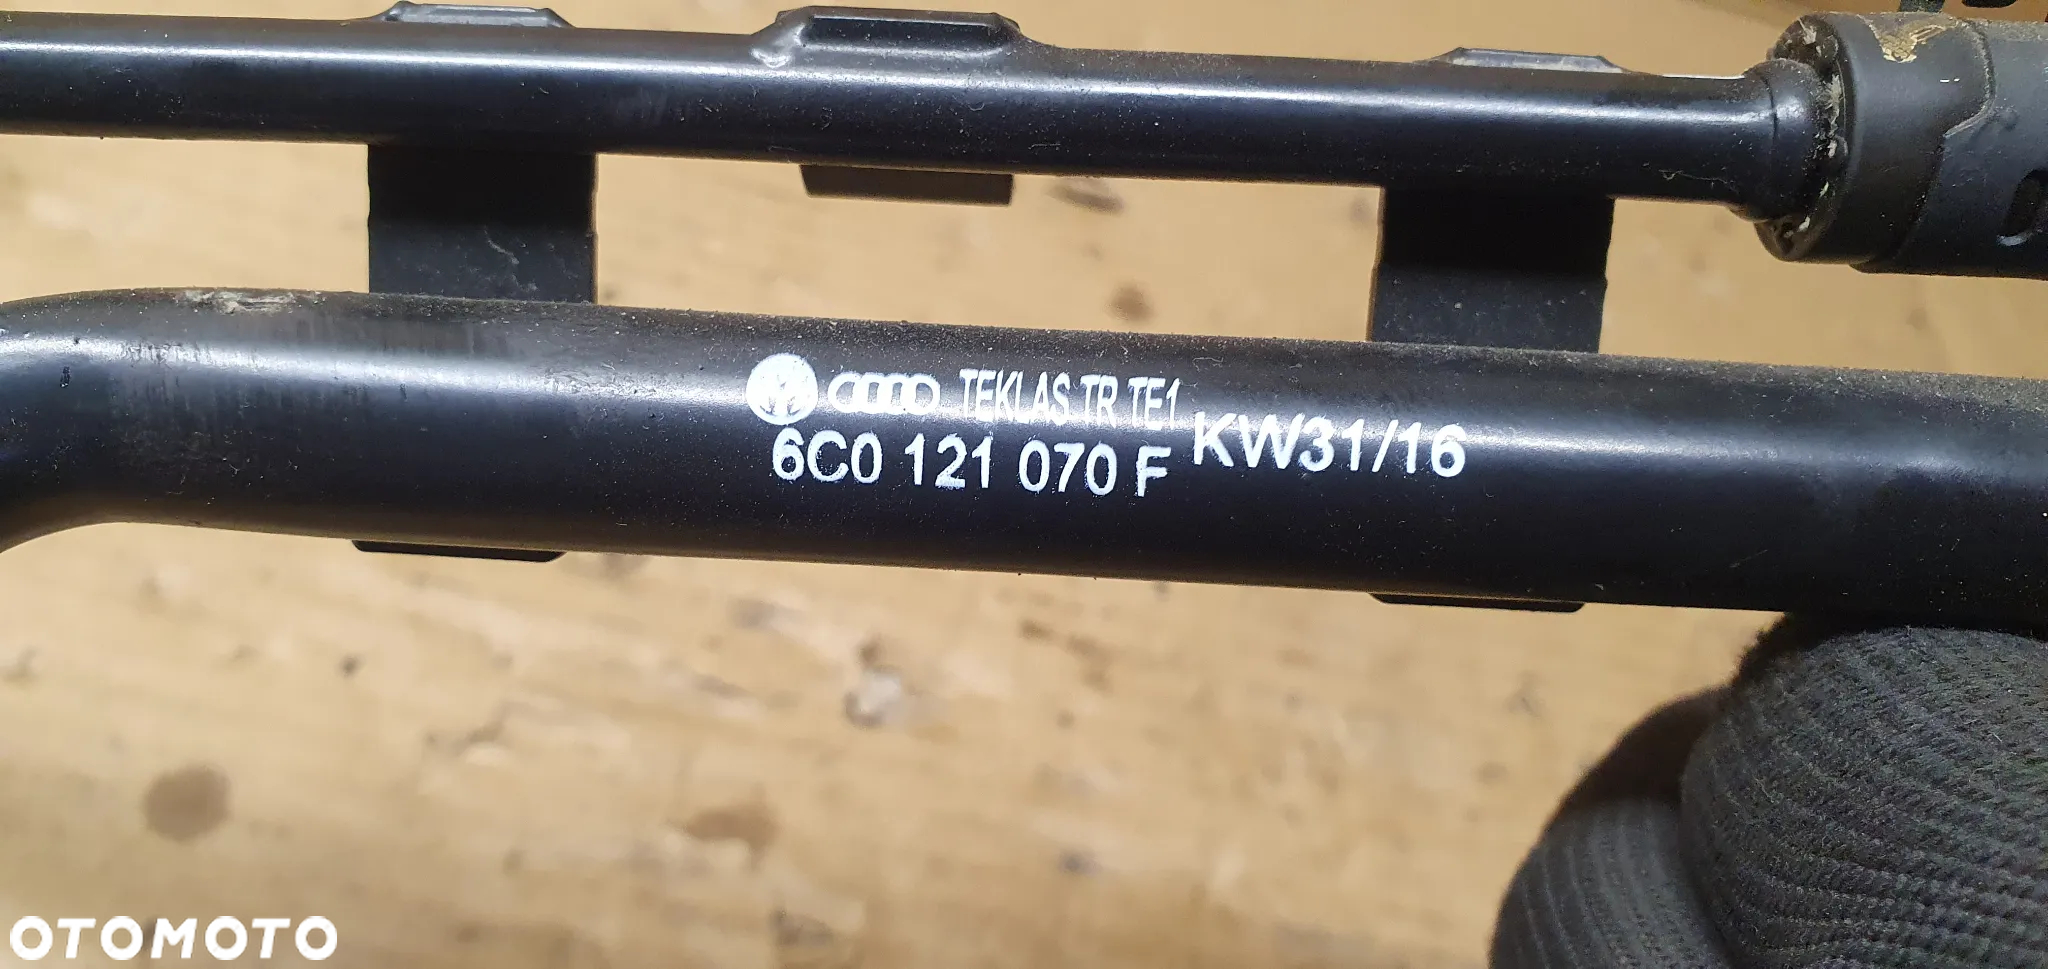 TEKLAS TR TE1
6C0 121 070 F KW31/16
OTOMOTO